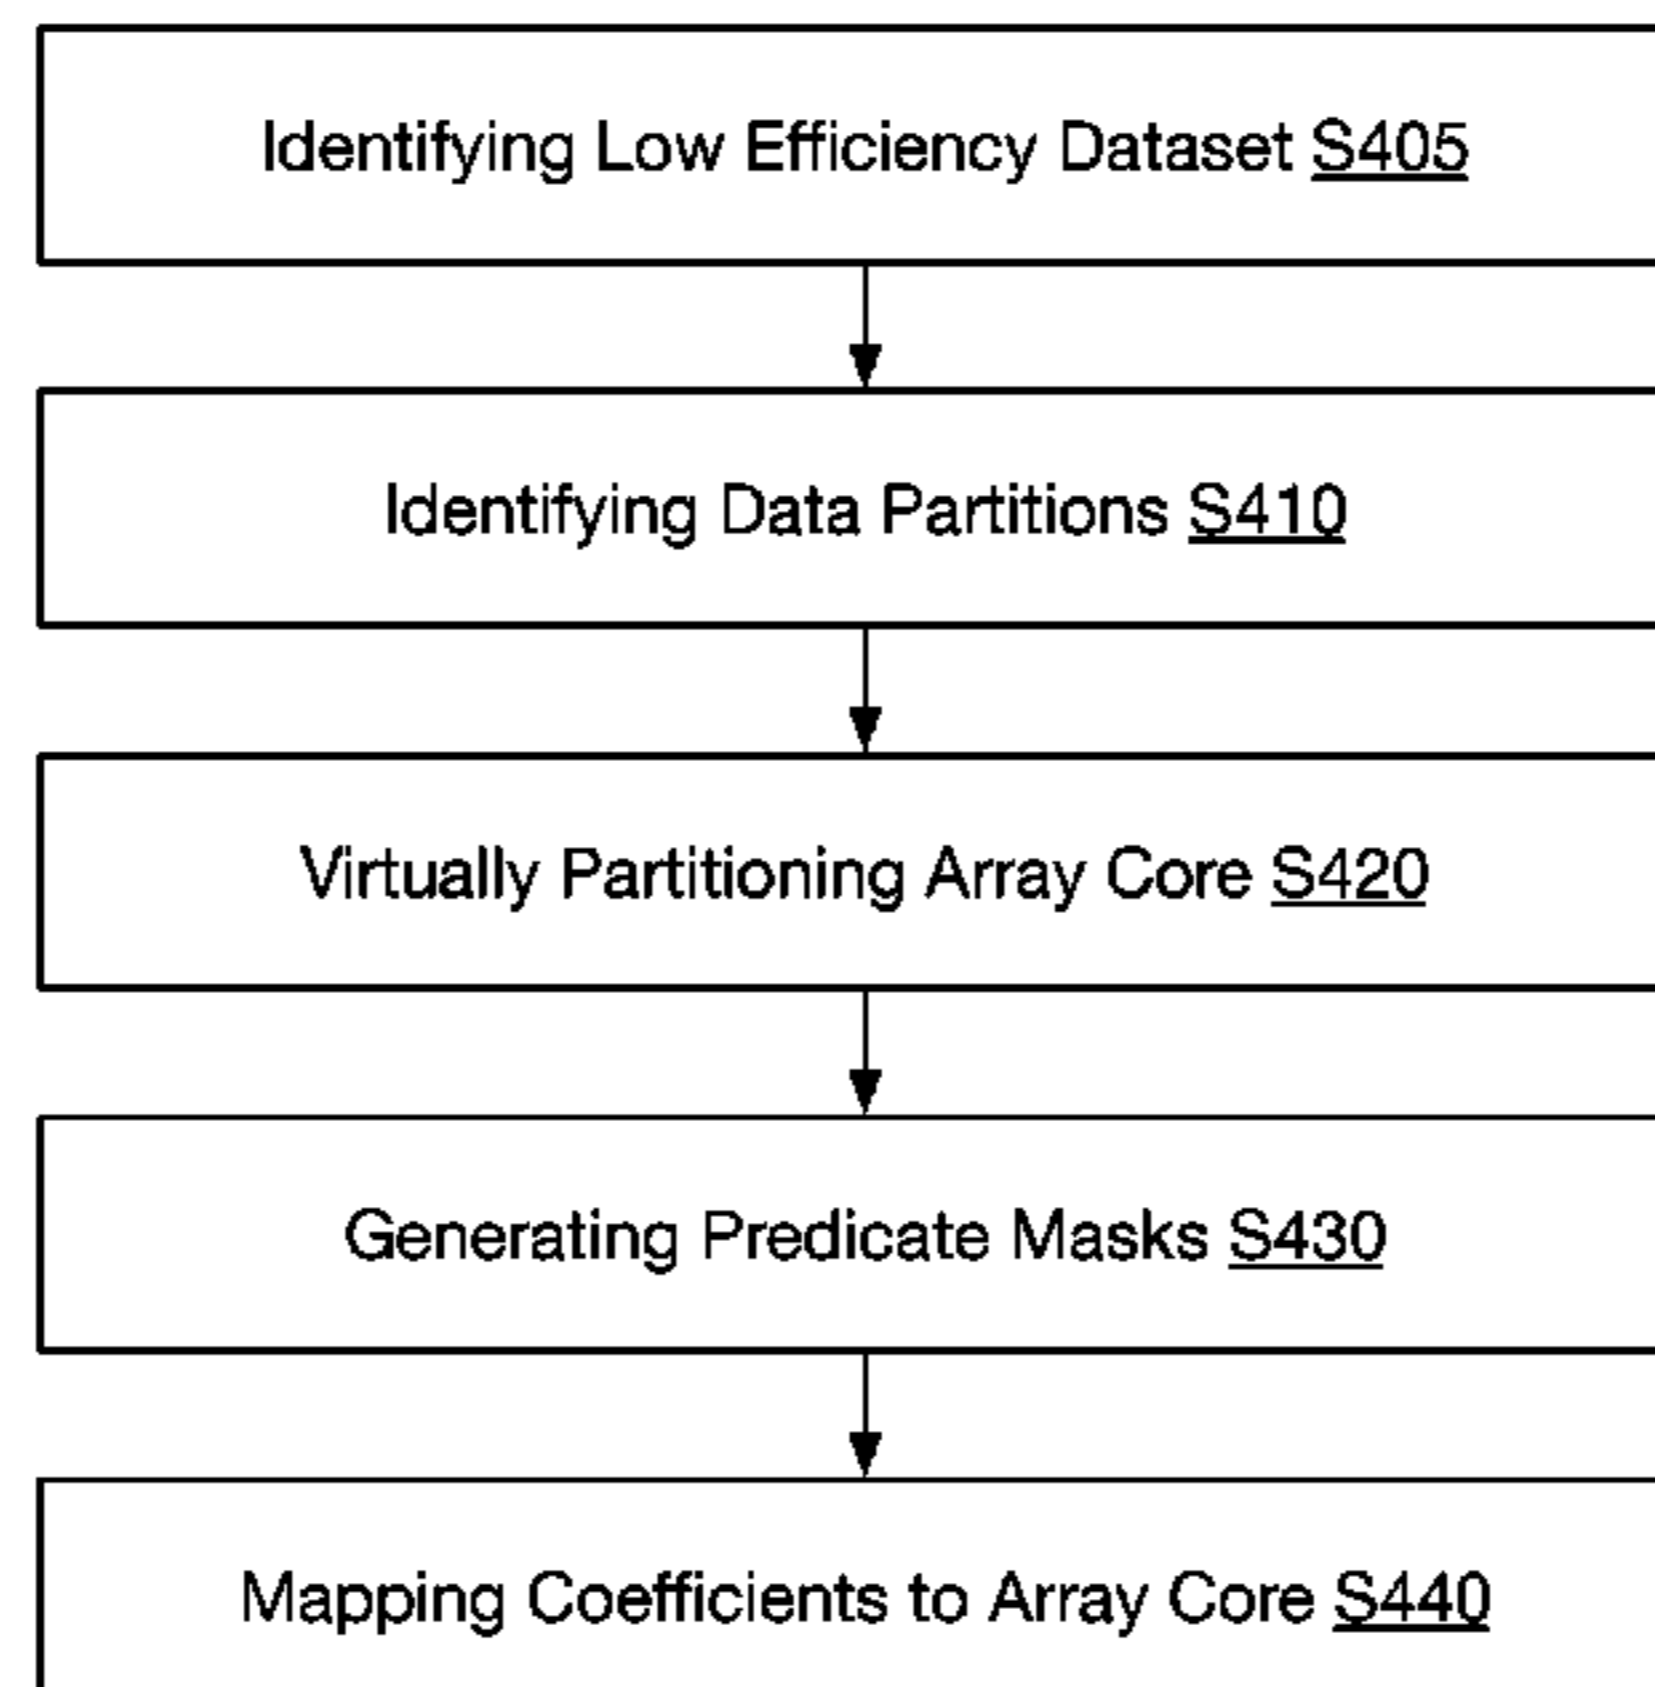 Identifying Low Efficiency Dataset S405
Identifying Data Partitions S410
Virtually Partitioning Array Core S420
Generating Predicate Masks S430
Mapping Coefficients to Array Core S440